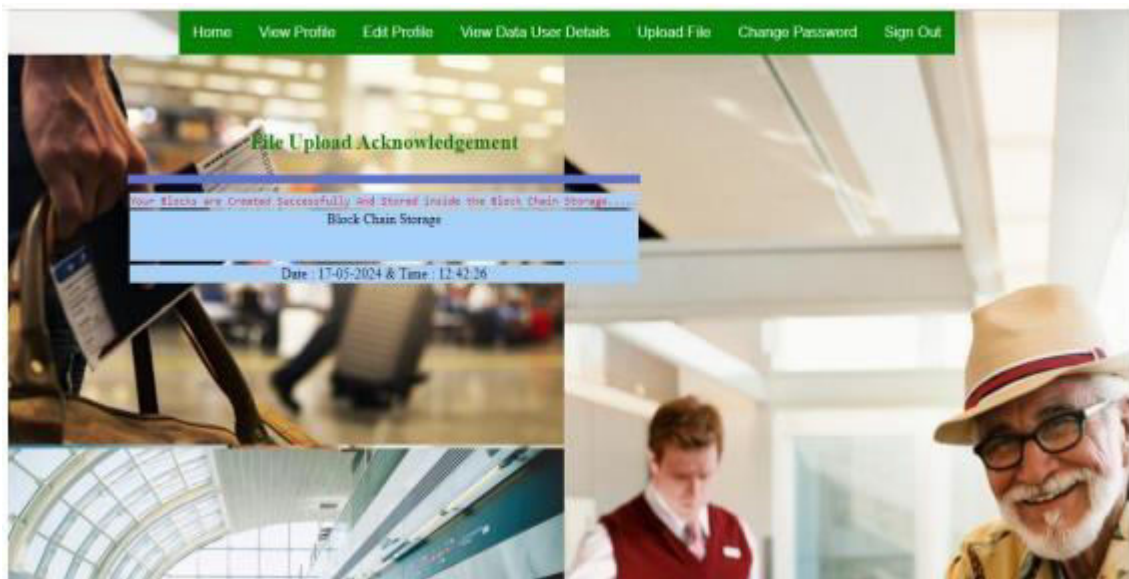 Home View Profile Edit Profile View Data User Details Upload File Change Password Sign Out
File Upload Acknowledgement
Your Blocks are Created Successfully And Stored inside the Block Chain Storage.....
Block Chain Storage
Date : 17-05-2024 & Time : 12:42:26